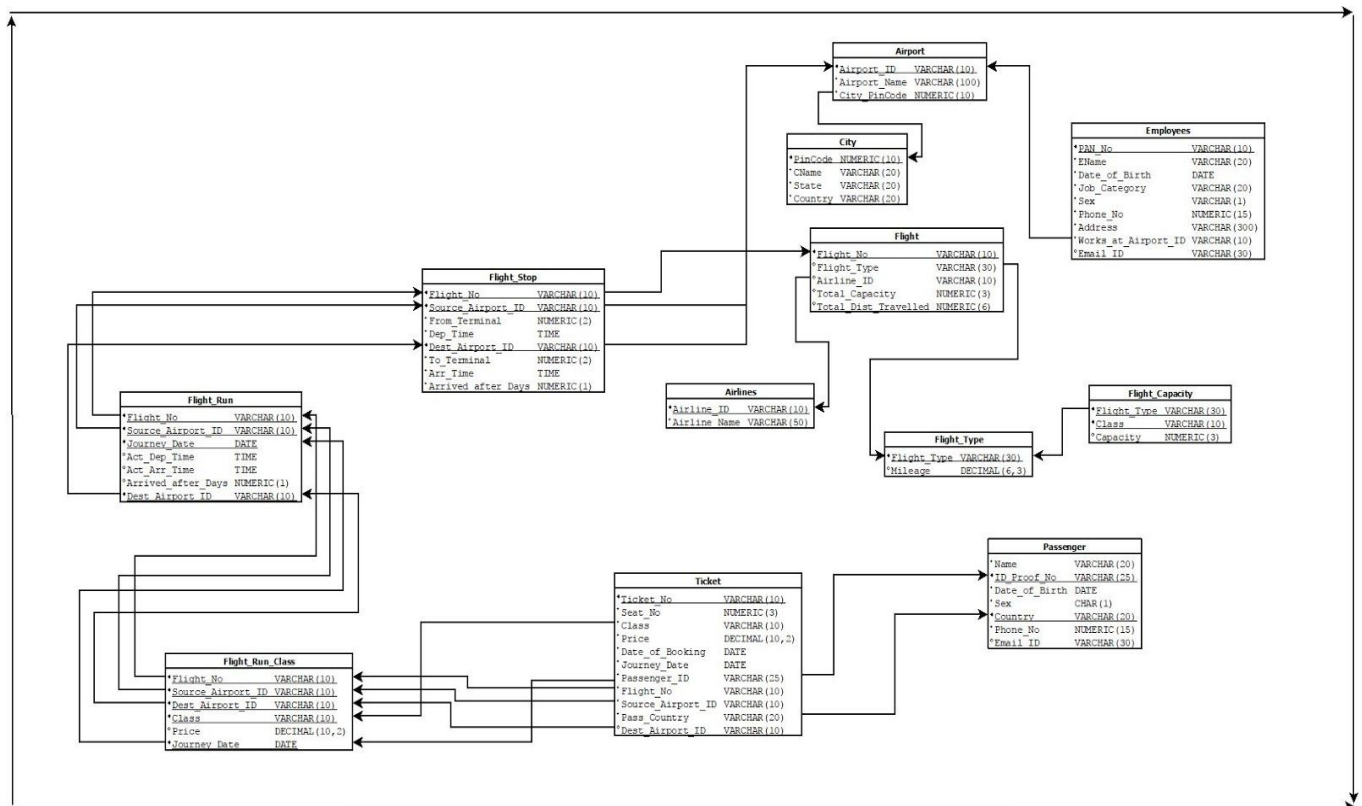 Airport
Airport_ID VARCHAR(10)
Airport_Name VARCHAR(100)
City_PinCode NUMERIC(10)
City
PinCode NUMERIC(10)
CName VARCHAR(20)
State VARCHAR(20)
Country VARCHAR(20)
Employees
PAN_No VARCHAR(10)
EName VARCHAR(20)
Date_of_Birth DATE
Job_Category VARCHAR(20)
Sex VARCHAR(1)
Phone_No NUMERIC(15)
Address VARCHAR(300)
Works_at_Airport_ID VARCHAR(10)
Email_ID VARCHAR(30)
Flight
Flight_No VARCHAR(10)
Flight_Type VARCHAR(30)
Airline_ID VARCHAR(10)
Total_Capacity NUMERIC(3)
Total_Dist_Travelled NUMERIC(6)
Flight_Stop
Flight_No VARCHAR(10)
Source_Airport_ID VARCHAR(10)
From_Terminal NUMERIC(2)
Dep_Time TIME
Dest_Airport_ID VARCHAR(10)
To_Terminal NUMERIC(2)
Arr_Time TIME
Arrived_after_Days NUMERIC(1)
Airlines
Airline_ID VARCHAR(10)
Airline_Name VARCHAR(50)
Flight_Capacity
Flight_Type VARCHAR(30)
Class VARCHAR(10)
Capacity NUMERIC(3)
Flight_Type
Flight_Type VARCHAR(30)
Mileage DECIMAL(6,3)
Flight_Run
Flight_No VARCHAR(10)
Source_Airport_ID VARCHAR(10)
Journey_Date DATE
Act_Dep_Time TIME
Act_Arr_Time TIME
Arrived_after_Days NUMERIC(1)
Dest_Airport_ID VARCHAR(10)
Passenger
Name VARCHAR(20)
ID_Proof_No VARCHAR(25)
Date_of_Birth DATE
Sex CHAR(1)
Country VARCHAR(20)
Phone_No NUMERIC(15)
Email_ID VARCHAR(30)
Ticket
Ticket_No VARCHAR(10)
Seat_No NUMERIC(3)
Class VARCHAR(10)
Price DECIMAL(10,2)
Date_of_Booking DATE
Journey_Date DATE
Passenger_ID VARCHAR(25)
Flight_No VARCHAR(10)
Source_Airport_ID VARCHAR(10)
Pass_Country VARCHAR(20)
Dest_Airport_ID VARCHAR(10)
Flight_Run_Class
Flight_No VARCHAR(10)
Source_Airport_ID VARCHAR(10)
Dest_Airport_ID VARCHAR(10)
Class VARCHAR(10)
Price DECIMAL(10,2)
Journey_Date DATE